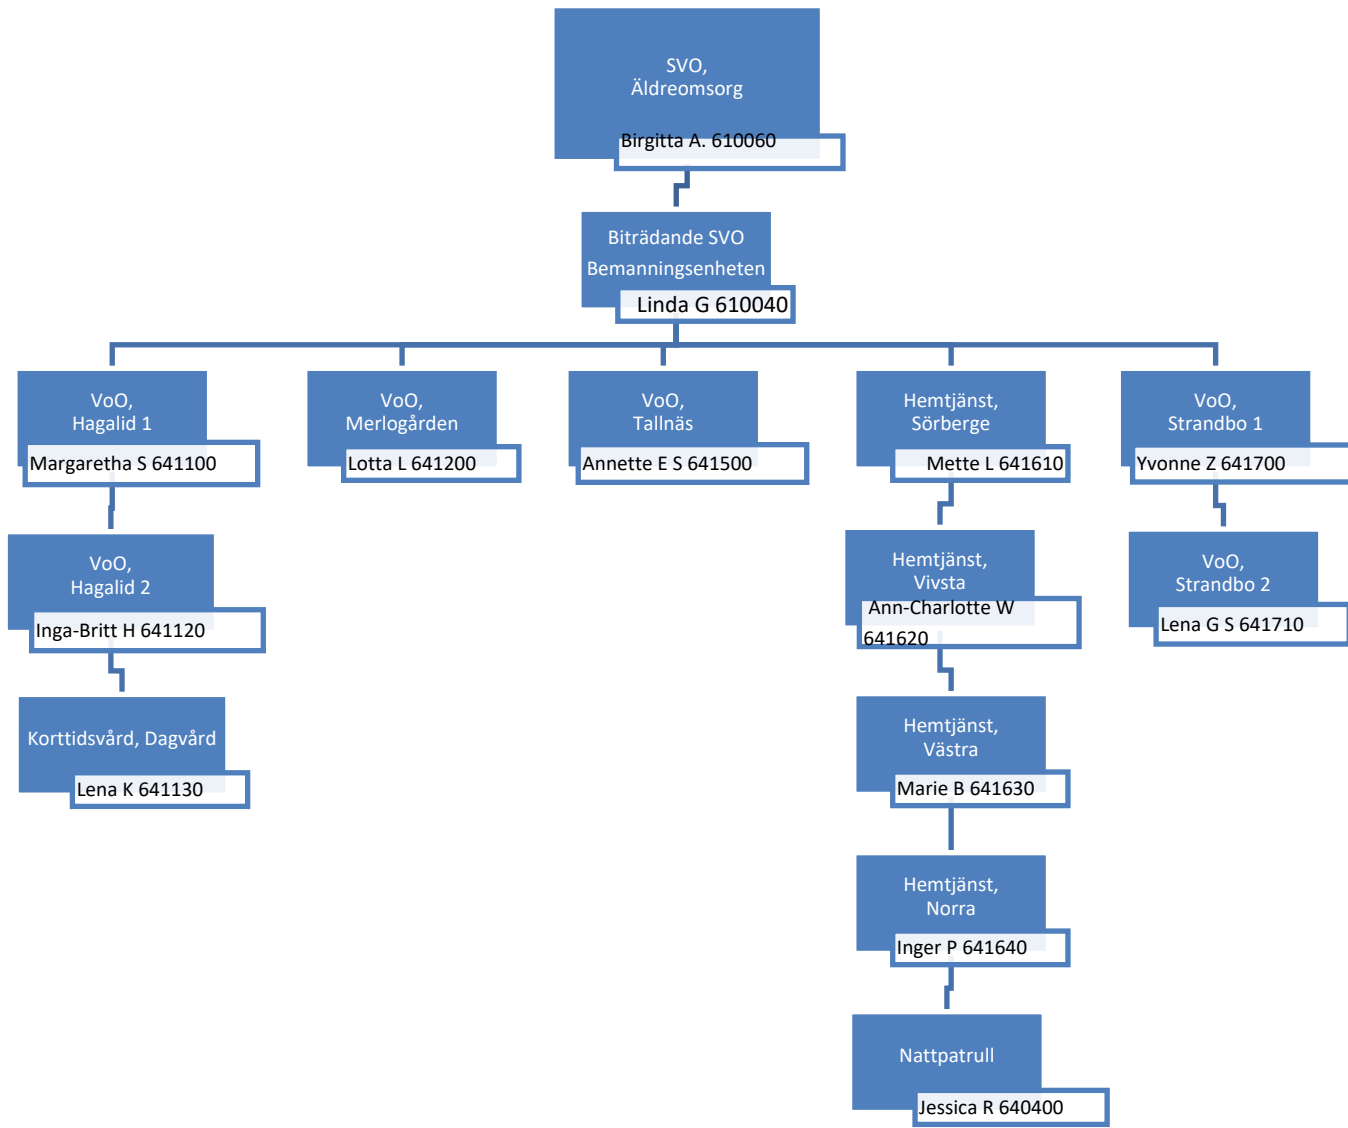 SVO,
Äldreomsorg
Birgitta A. 610060
Biträdande SVO
Bemanningsenheten
Linda G 610040
VoO,
Hagalid 1
Margaretha S 641100
VoO,
Merlogården
Lotta L 641200
VoO,
Tallnäs
Annette E S 641500
Hemtjänst,
Sörberge
Mette L 641610
VoO,
Strandbo 1
Yvonne Z 641700
VoO,
Hagalid 2
Inga-Britt H 641120
Hemtjänst,
Vivsta
Ann-Charlotte W
641620
VoO,
Strandbo 2
Lena G S 641710
Korttidsvård, Dagvård
Lena K 641130
Hemtjänst,
Västra
Marie B 641630
Hemtjänst,
Norra
Inger P 641640
Nattpatrull
Jessica R 640400